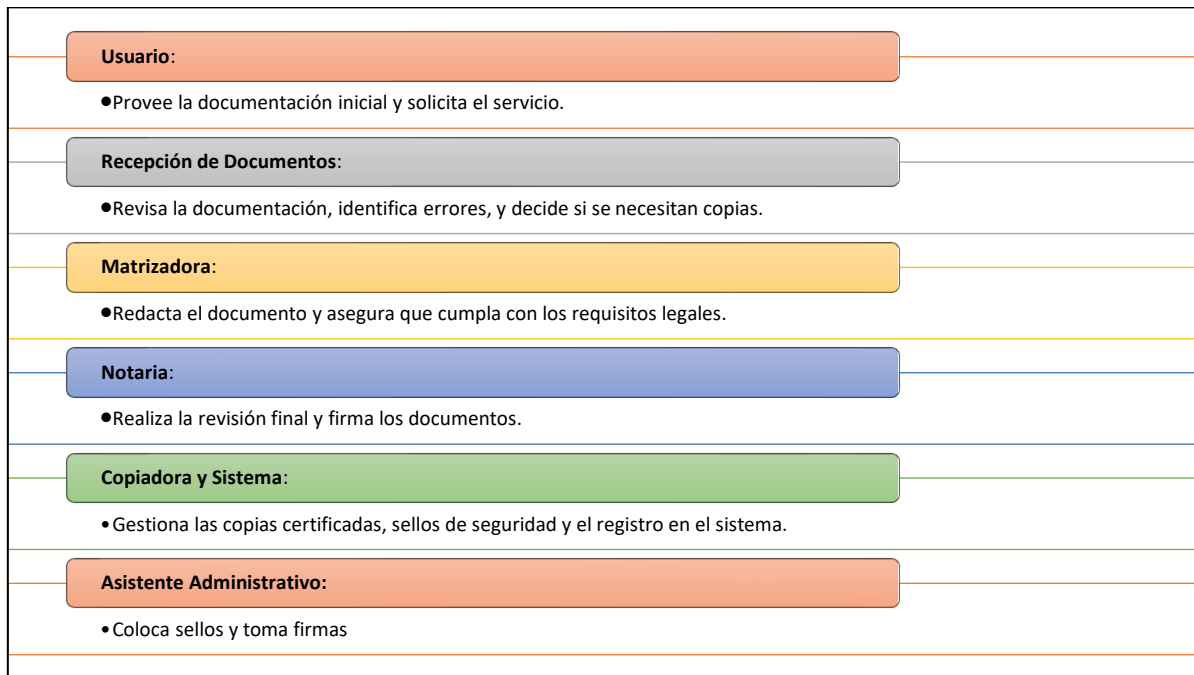 Usuario:
•Provee la documentación inicial y solicita el servicio.
Recepción de Documentos:
•Revisa la documentación, identifica errores, y decide si se necesitan copias.
Matrizadora:
•Redacta el documento y asegura que cumpla con los requisitos legales.
Notaria:
•Realiza la revisión final y firma los documentos.
Copiadora y Sistema:
•Gestiona las copias certificadas, sellos de seguridad y el registro en el sistema.
Asistente Administrativo:
•Coloca sellos y toma firmas